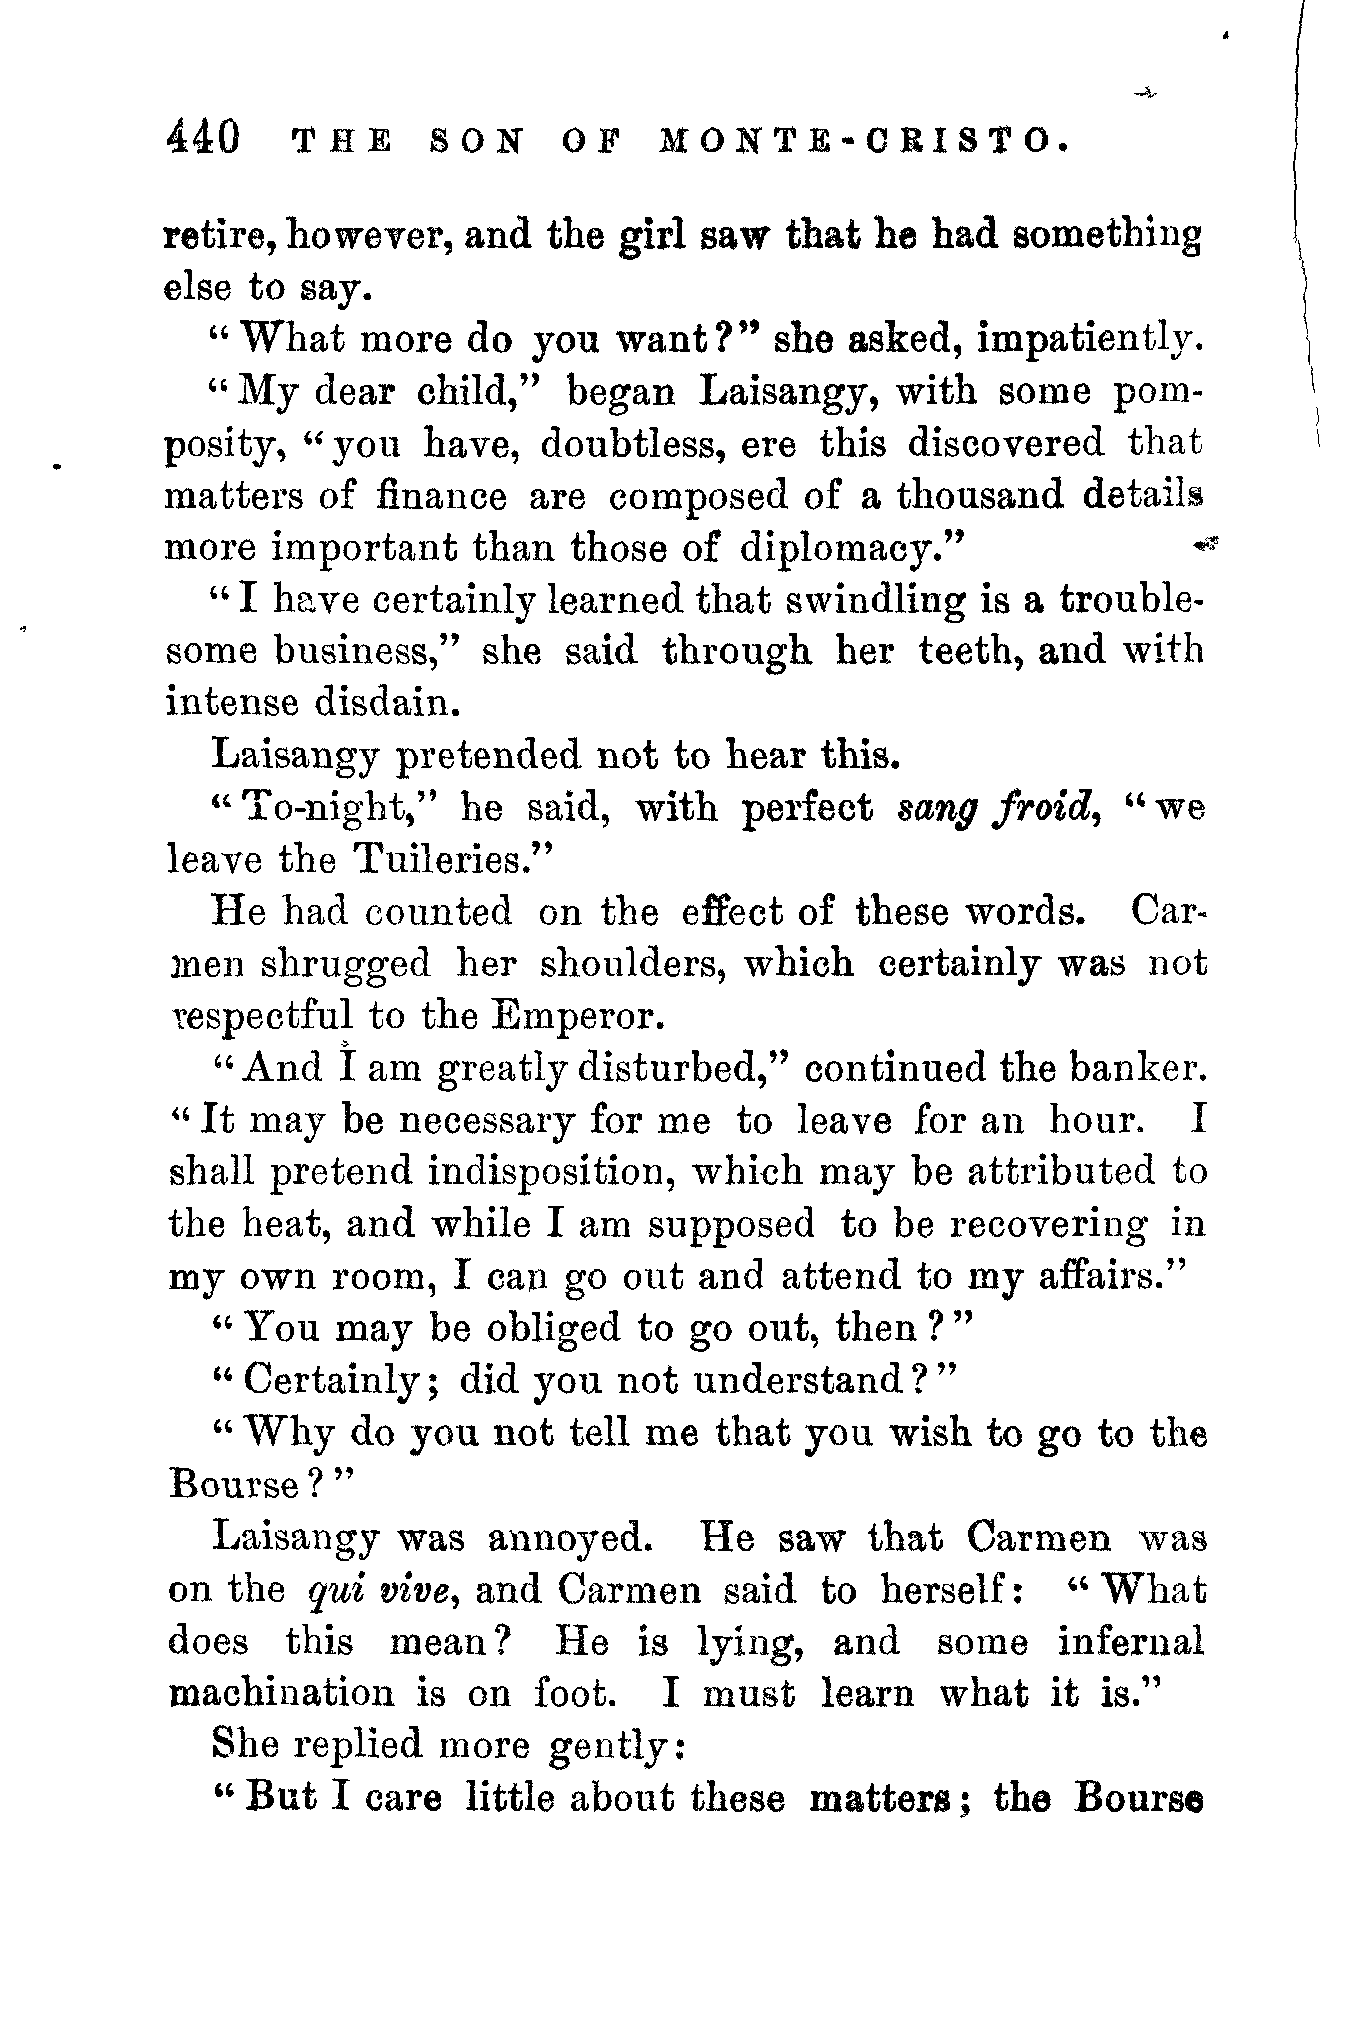 440 THE SON OF MONTE-CRISTO.
retire, however, and the girl saw that he had something
else to say.
"What more do you want?" she asked, impatiently.
"My dear child," began Laisangy, with some pom-
posity, "you have, doubtless, ere this discovered that
matters of finance are composed of a thousand details
more important than those of diplomacy."
"I have certainly learned that swindling is a trouble-
some business," she said through her teeth, and with
intense disdain.
Laisangy pretended not to hear this.
"To-night," he said, with perfect sang froid, "we
leave the Tuileries."
He had counted on the effect of these words. Car-
men shrugged her shoulders, which certainly was not
respectful to the Emperor.
"And I am greatly disturbed," continued the banker.
"It may be necessary for me to leave for an hour. I
shall pretend indisposition, which may be attributed to
the heat, and while I am supposed to be recovering in
my own room, I can go out and attend to my affairs."
"You may be obliged to go out, then?"
"Certainly; did you not understand?"
"Why do you not tell me that you wish to go to the
Bourse?"
Laisangy was annoyed. He saw that Carmen was
on the qui vive, and Carmen said to herself: "What
does this mean? He is lying, and some infernal
machination is on foot. I must learn what it is."
She replied more gently:
"But I care little about these matters; the Bourse